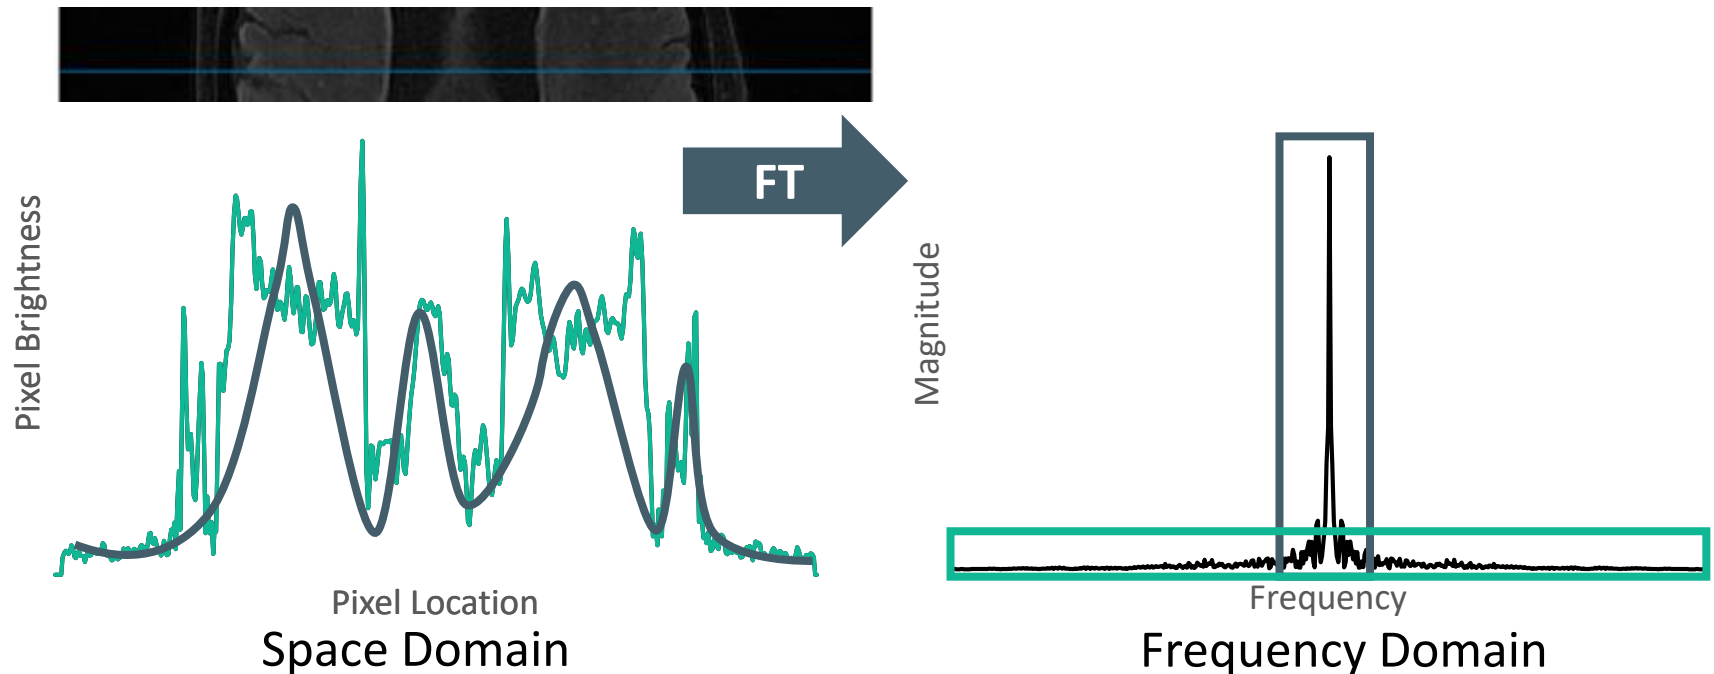 FT
Pixel Brightness
Pixel Location
Space Domain
Magnitude
Frequency
Frequency Domain